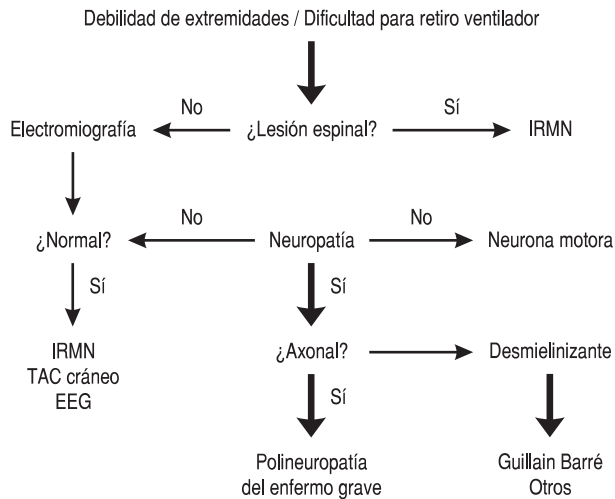 Debilidad de extremidades / Dificultad para retiro ventilador
No
Sí
Electromiografía
¿Lesión espinal?
IRMN
No
No
¿Normal?
Neuropatía
Neurona motora
Sí
Sí
IRMN
TAC cráneo
EEG
¿Axonal?
Desmielinizante
Sí
Polineuropatía
del enfermo grave
Guillain Barré
Otros